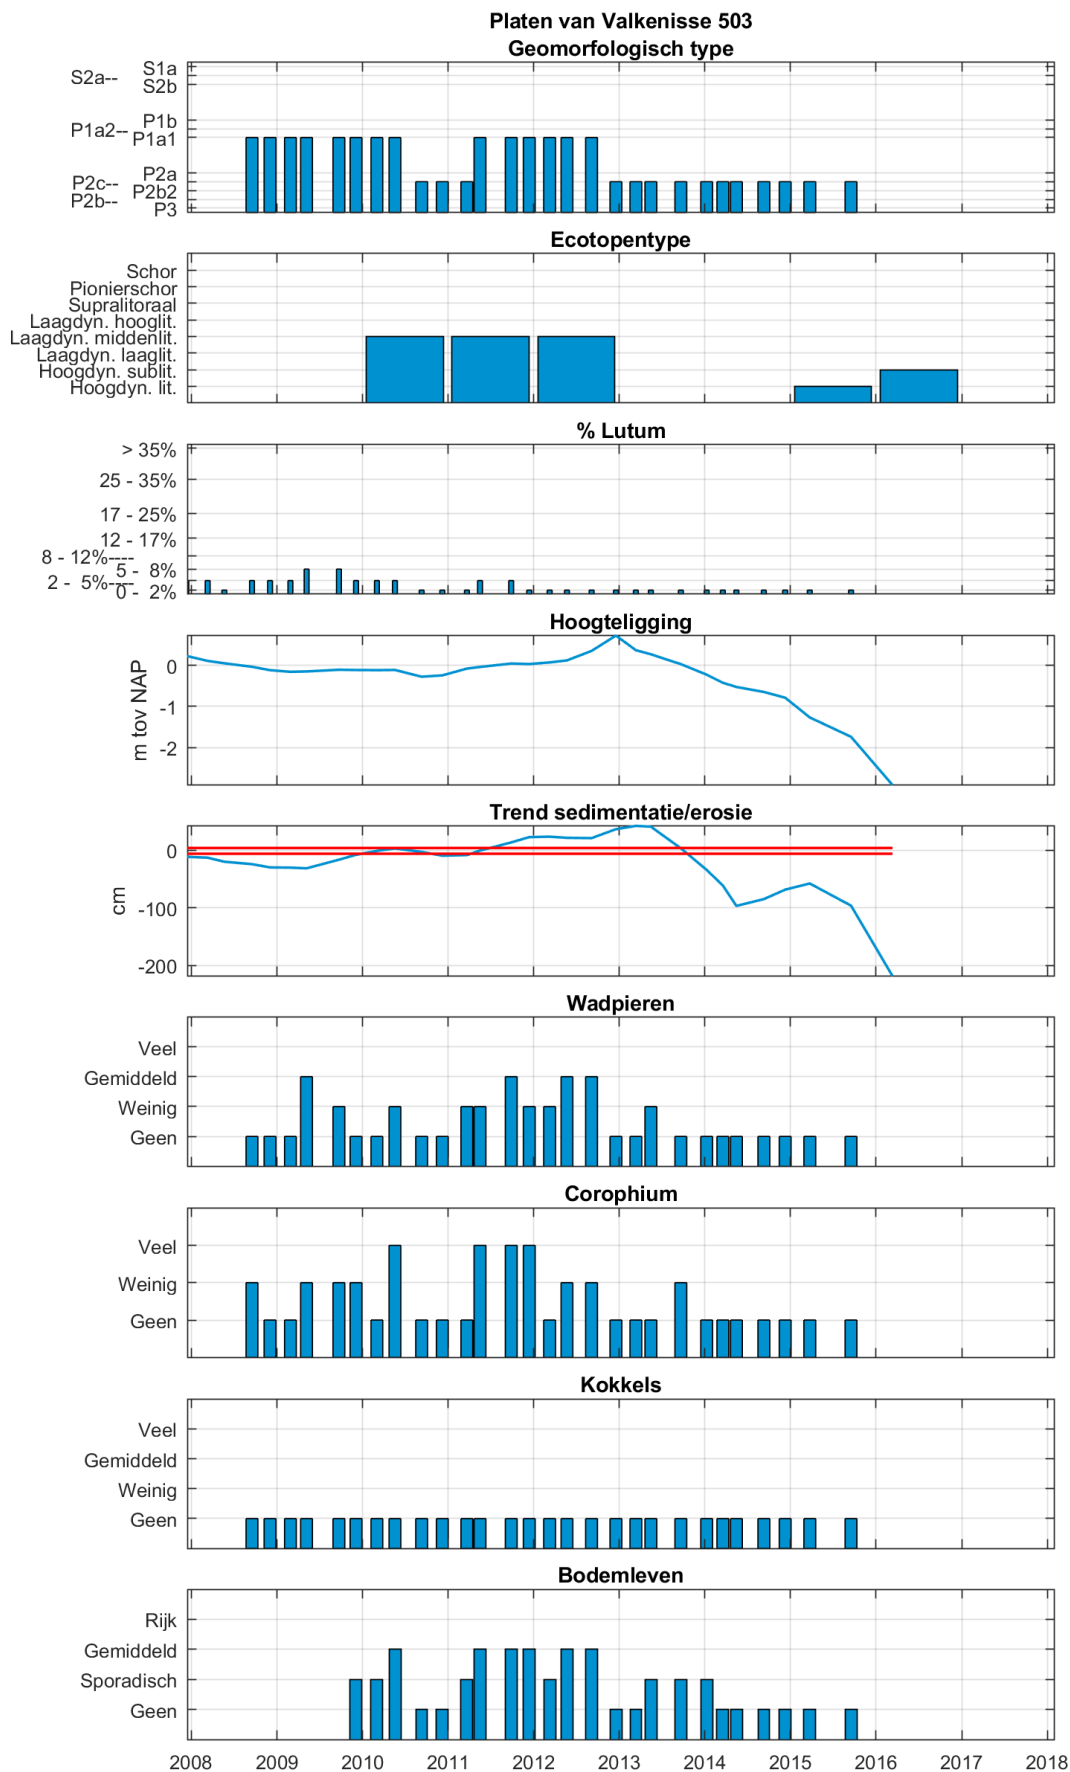 Platen van Valkenisse 503
Geomorfologisch type
S1a
S2a--
S2b
P1b
P1a2--
P1a1
P2a
P2c--
P2b2
P2b--
P3
Ecotopentype
Schor
Pionierschor
Supralitoraal
Laagdyn. hooglit.
Laagdyn. middenlit.
Laagdyn. laaglit.
Hoogdyn. sublit.
Hoogdyn. lit.
% Lutum
> 35%
25 - 35%
17 - 25%
12 - 17%
8 - 12%----
5 - 8%
2 - 5%----
0 - 2%
Hoogteligging
m tov NAP
0
-1
-2
Trend sedimentatie/erosie
cm
0
-100
-200
Wadpieren
Veel
Gemiddeld
Weinig
Geen
Corophium
Veel
Weinig
Geen
Kokkels
Veel
Gemiddeld
Weinig
Geen
Bodemleven
Rijk
Gemiddeld
Sporadisch
Geen
2008 2009 2010 2011 2012 2013 2014 2015 2016 2017 2018